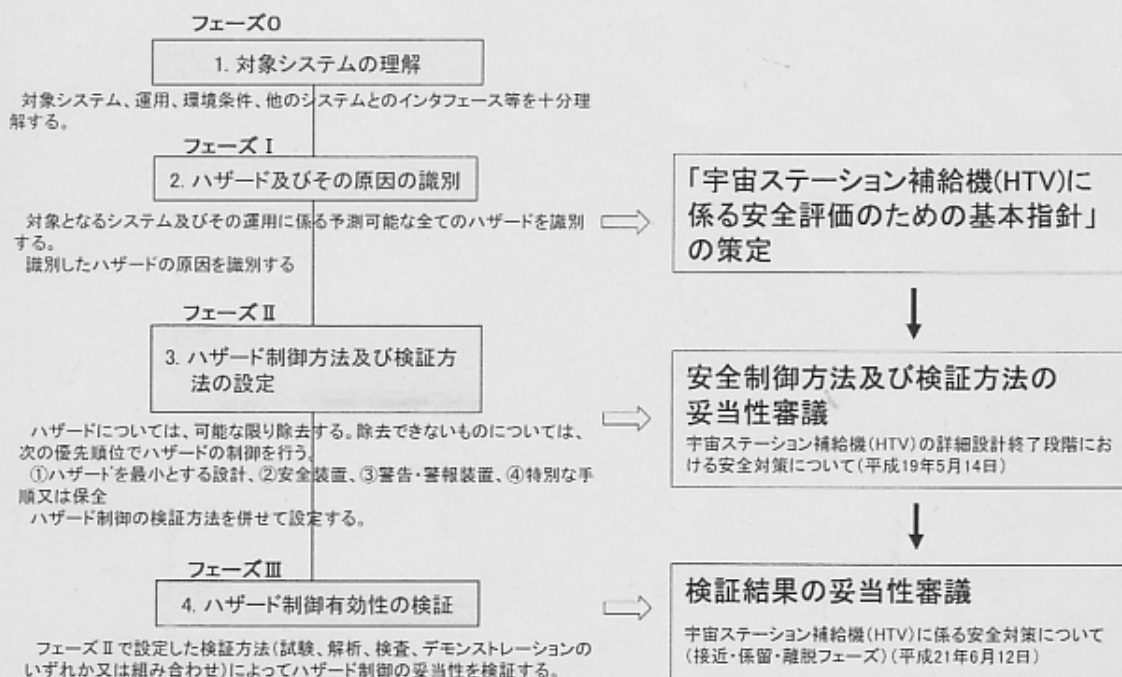 フェーズ0
1. 対象システムの理解
対象システム、運用、環境条件、他のシステムとのインタフェース等を十分理
解する。
フェーズⅠ
2. ハザード及びその原因の識別
対象となるシステム及びその運用に係る予測可能な全てのハザードを識別
する。
識別したハザードの原因を識別する
フェーズⅡ
3. ハザード制御方法及び検証方
法の設定
ハザードについては、可能な限り除去する。除去できないものについては、
次の優先順位でハザードの制御を行う。
①ハザードを最小とする設計、②安全装置、③警告・警報装置、④特別な手
順又は保全
ハザード制御の検証方法を併せて設定する。
フェーズⅢ
4. ハザード制御有効性の検証
フェーズⅡで設定した検証方法(試験、解析、検査、デモンストレーションの
いずれか又は組み合わせ)によってハザード制御の妥当性を検証する。
「宇宙ステーション補給機(HTV)に
係る安全評価のための基本指針」
の策定
安全制御方法及び検証方法の
妥当性審議
宇宙ステーション補給機(HTV)の詳細設計終了段階にお
ける安全対策について(平成19年5月14日)
検証結果の妥当性審議
宇宙ステーション補給機(HTV)に係る安全対策について
(接近・係留・離脱フェーズ)(平成21年6月12日)